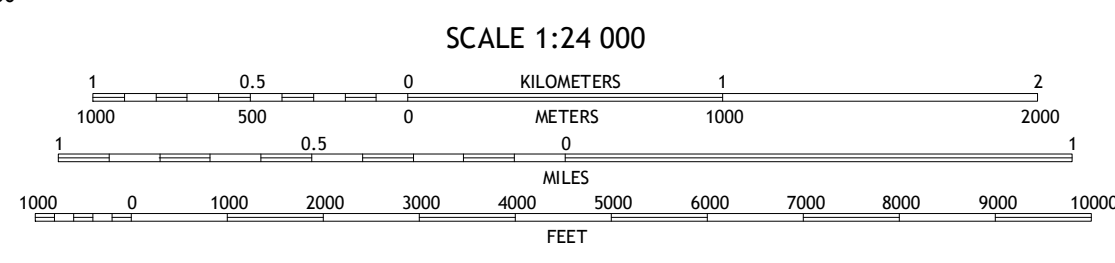 SCALE 1:24 000
1 0.5 0 KILOMETERS 1 2
1000 500 0 METERS 1000 2000
1 0.5 0 1
MILES
1000 0 1000 2000 3000 4000 5000 6000 7000 8000 9000 10000
FEET